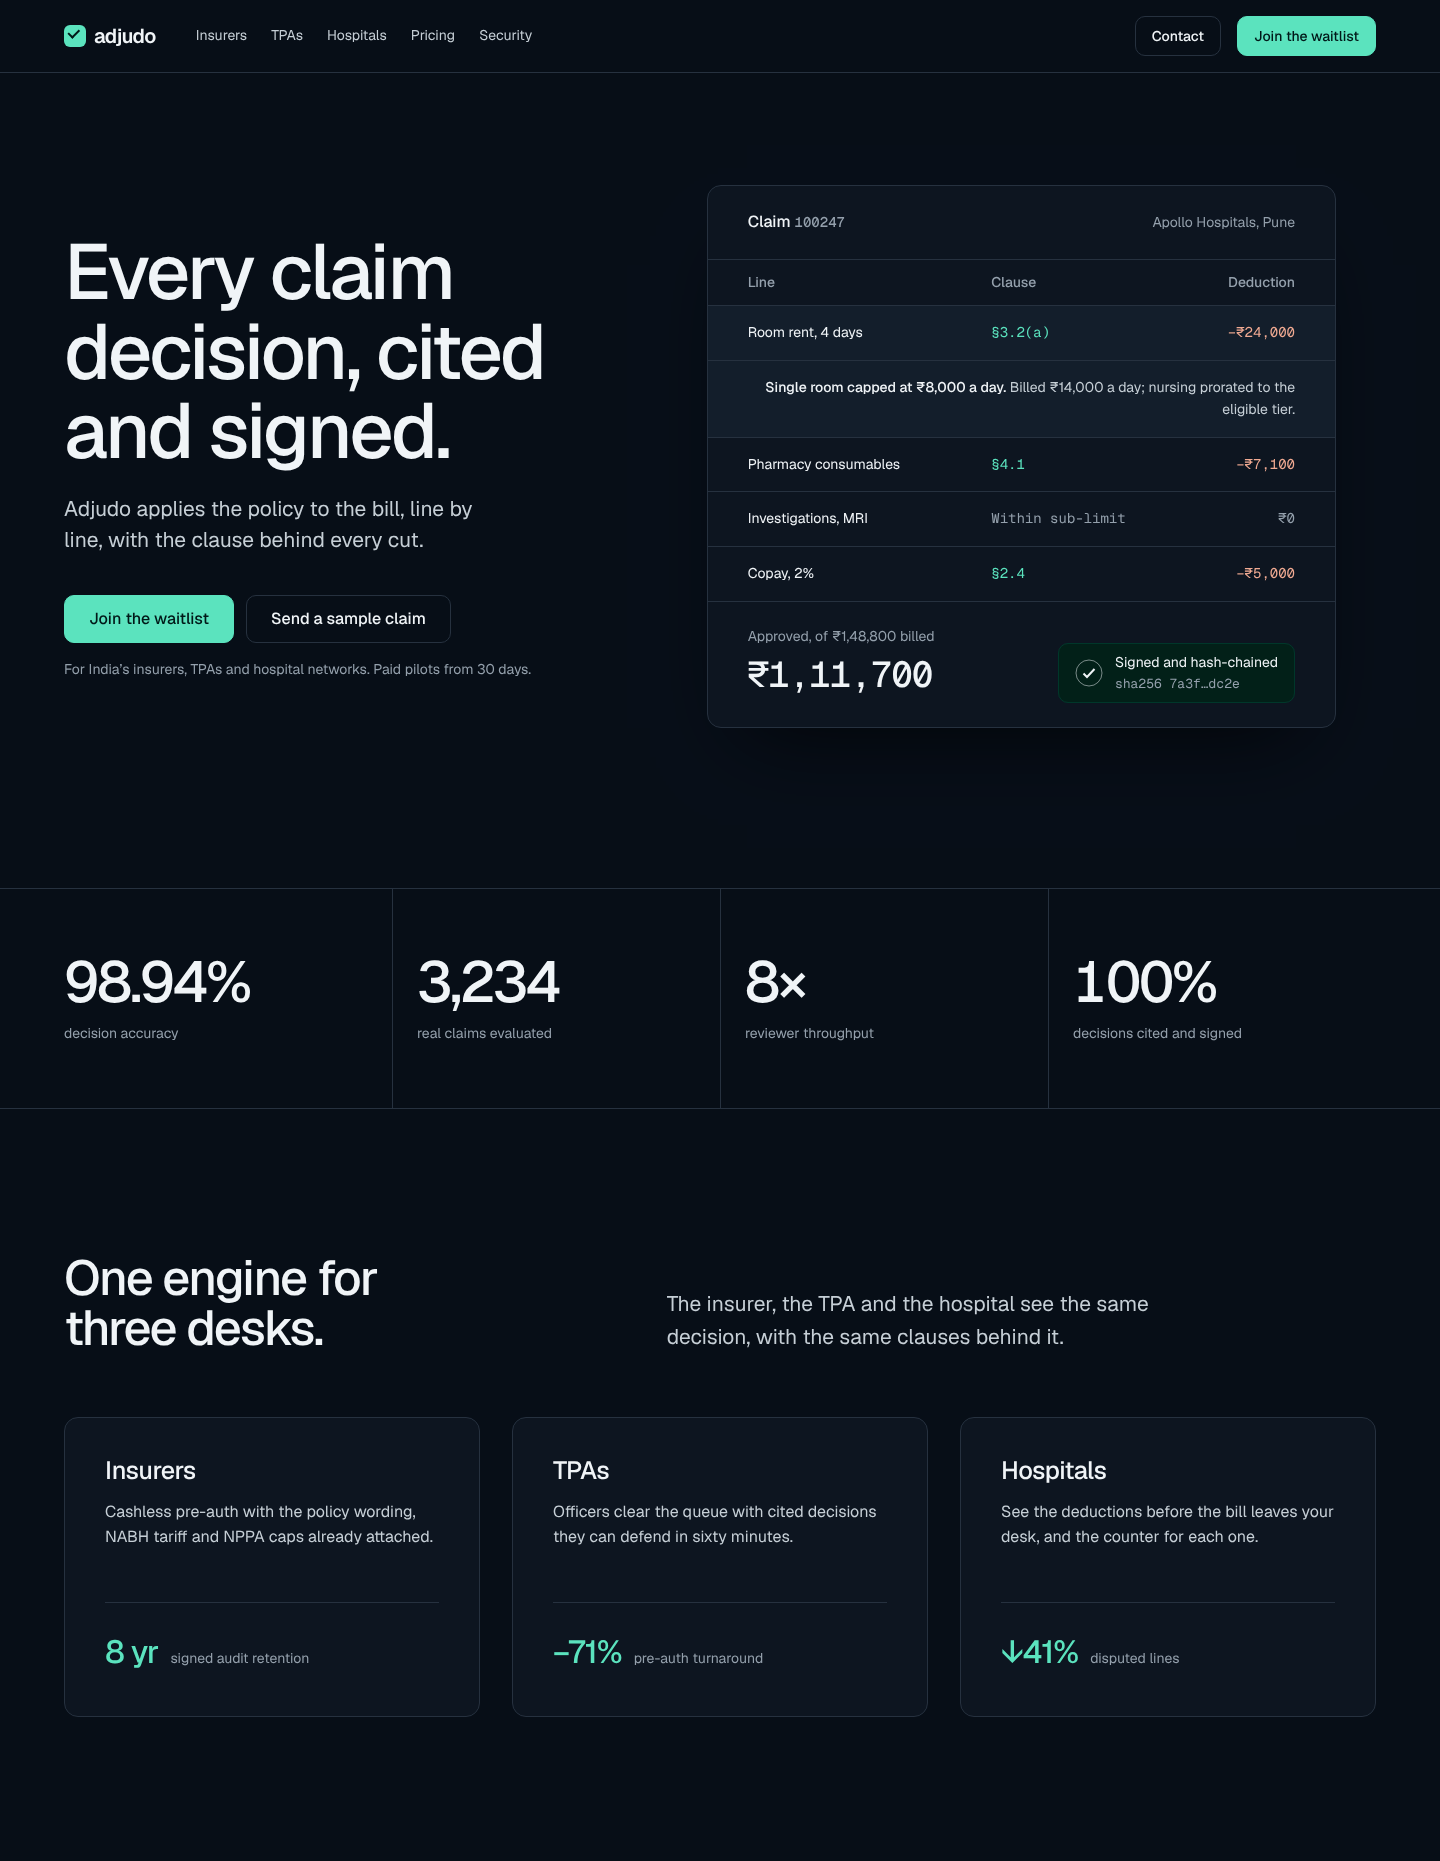 adjudo
Insurers TPAs Hospitals Pricing Security
Contact
Join the waitlist
Every claim
decision, cited
and signed.
Adjudo applies the policy to the bill, line by
line, with the clause behind every cut.
Join the waitlist
Send a sample claim
For India’s insurers, TPAs and hospital networks. Paid pilots from 30 days.
Claim 100247
Apollo Hospitals, Pune
Line Clause Deduction
Room rent, 4 days §3.2(a) −₹24,000
Single room capped at ₹8,000 a day. Billed ₹14,000 a day; nursing prorated to the
eligible tier.
Pharmacy consumables §4.1 −₹7,100
Investigations, MRI Within sub-limit ₹0
Copay, 2% §2.4 −₹5,000
Approved, of ₹1,48,800 billed
₹1,11,700
Signed and hash-chained
sha256 7a3f…dc2e
98.94%
decision accuracy
3,234
real claims evaluated
8×
reviewer throughput
100%
decisions cited and signed
One engine for
three desks.
The insurer, the TPA and the hospital see the same
decision, with the same clauses behind it.
Insurers
Cashless pre-auth with the policy wording,
NABH tariff and NPPA caps already attached.
8 yr signed audit retention
TPAs
Officers clear the queue with cited decisions
they can defend in sixty minutes.
−71% pre-auth turnaround
Hospitals
See the deductions before the bill leaves your
desk, and the counter for each one.
↓41% disputed lines